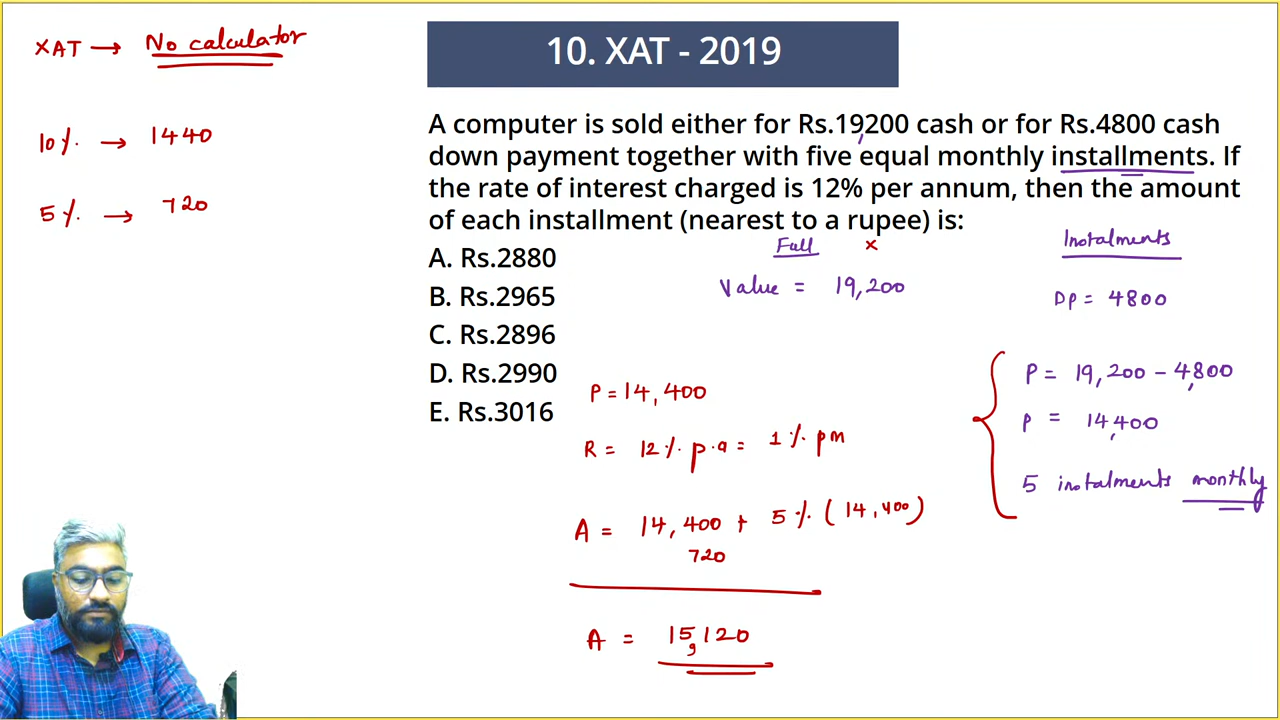 XAT → No calculator
10. XAT - 2019
10%. → 1440
5%. → 720
A computer is sold either for Rs.19200 cash or for Rs.4800 cash
down payment together with five equal monthly installments. If
the rate of interest charged is 12% per annum, then the amount
of each installment (nearest to a rupee) is:
A. Rs.2880
B. Rs.2965
C. Rs.2896
D. Rs.2990
E. Rs.3016
Full x
Value = 19,200
Instalments
DP = 4800
P = 19,200 - 4,800
P = 14,400
5 instalments monthly
P = 14,400
R = 12%. p.a = 1% pm
A = 14,400 + 5% (14,400)
720
A = 15,120